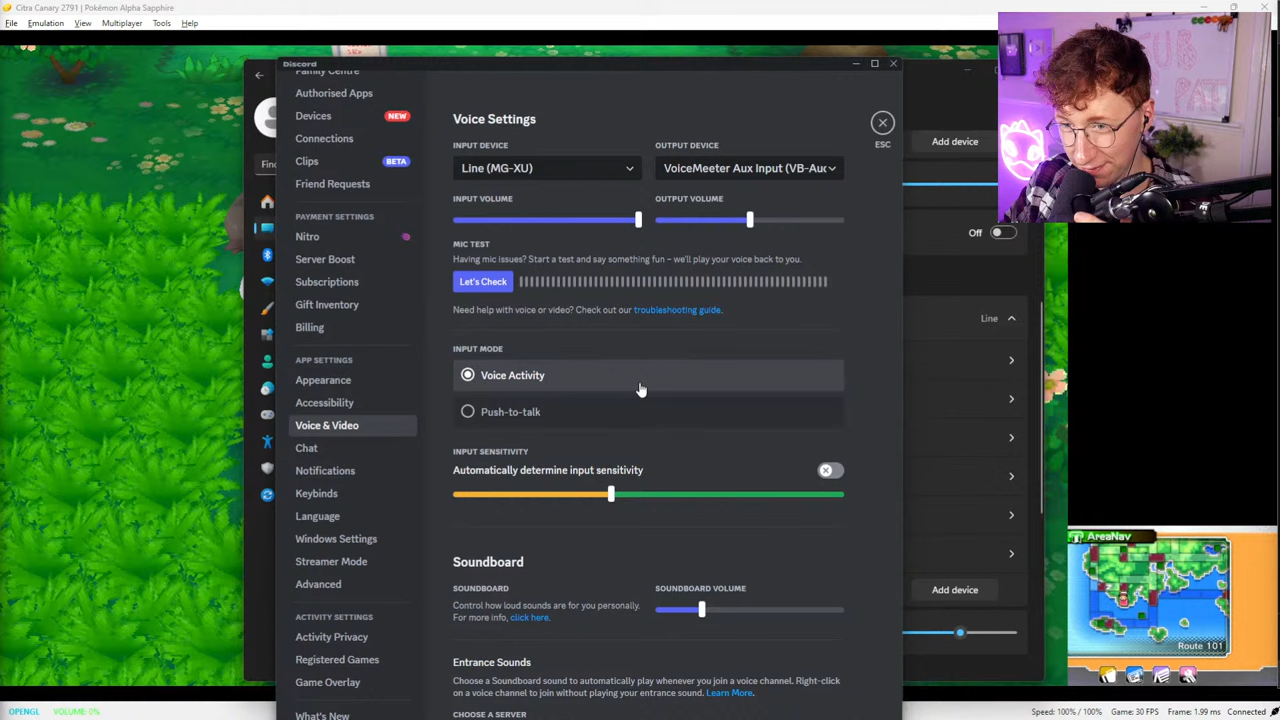 Citra Canary 2791 | Pokémon Alpha Sapphire
File Emulation View Multiplayer Tools Help
Discord
Family Centre
Authorised Apps
Devices NEW
Connections
Clips BETA
Friend Requests
PAYMENT SETTINGS
Nitro
Server Boost
Subscriptions
Gift Inventory
Billing
APP SETTINGS
Appearance
Accessibility
Voice & Video
Chat
Notifications
Keybinds
Language
Windows Settings
Streamer Mode
Advanced
ACTIVITY SETTINGS
Activity Privacy
Registered Games
Game Overlay
What's New
Voice Settings
ESC
INPUT DEVICE OUTPUT DEVICE
Line (MG-XU) VoiceMeeter Aux Input (VB-Au
INPUT VOLUME OUTPUT VOLUME
MIC TEST
Having mic issues? Start a test and say something fun – we'll play your voice back to you.
Let's Check
Need help with voice or video? Check out our troubleshooting guide.
INPUT MODE
Voice Activity
Push-to-talk
INPUT SENSITIVITY
Automatically determine input sensitivity
Soundboard
SOUNDBOARD SOUNDBOARD VOLUME
Control how loud sounds are for you personally.
For more info, click here.
Entrance Sounds
Choose a Soundboard sound to automatically play whenever you join a voice channel. Right-click
on a voice channel to join without playing your entrance sound. Learn More.
CHOOSE A SERVER
Find
Add device
Off
Line
Add device
AreaNav
Route 101
OPENGL VOLUME: 0% Speed: 100% / 100% Game: 30 FPS Frame: 1.99 ms Connected